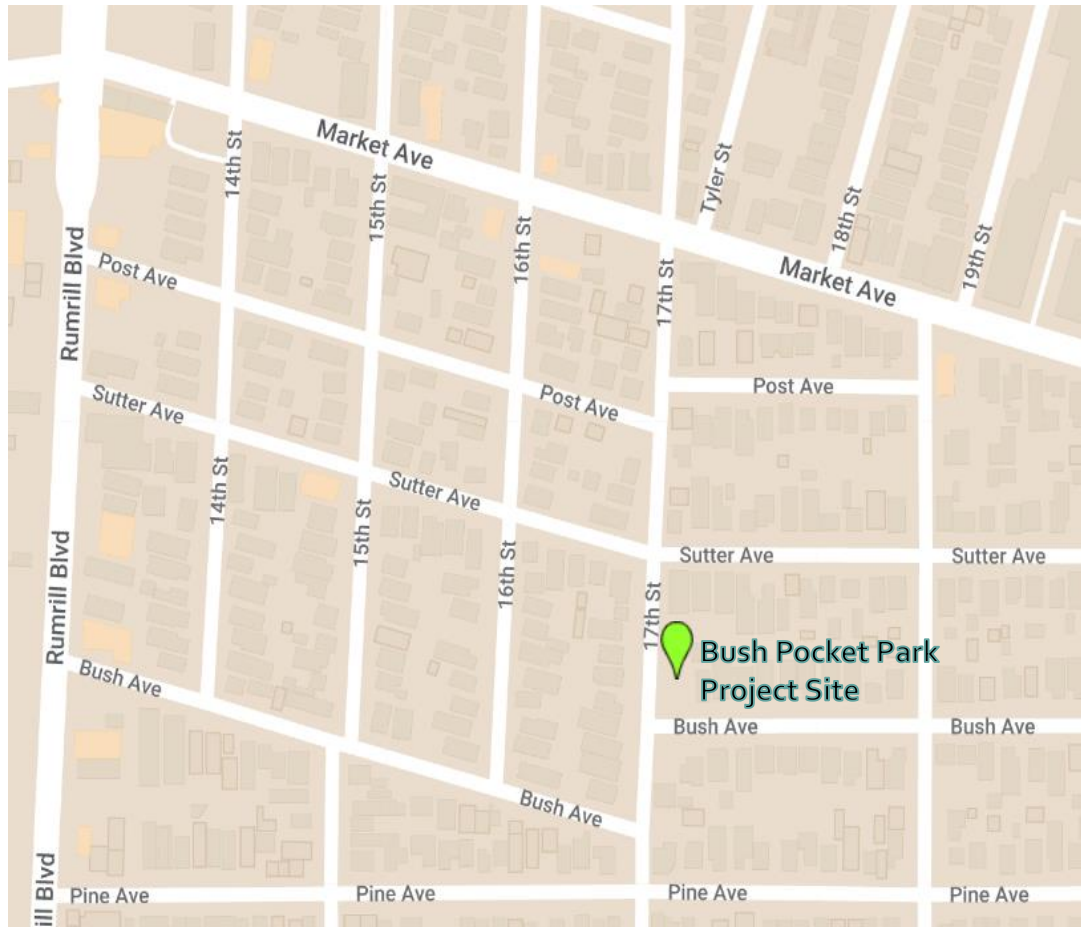 Market Ave
14th St
15th St
Tyler St
18th St
16th St
19th St
Rumrill Blvd
Post Ave
17th St
Market Ave
Post Ave
Sutter Ave
Post Ave
14th St
Sutter Ave
15th St
16th St
Sutter Ave
Sutter Ave
Rumrill Blvd
17th St
Bush Pocket Park
Project Site
Bush Ave
Bush Ave
Bush Ave
Bush Ave
ill Blvd
Pine Ave
Pine Ave
Pine Ave
Pine Ave